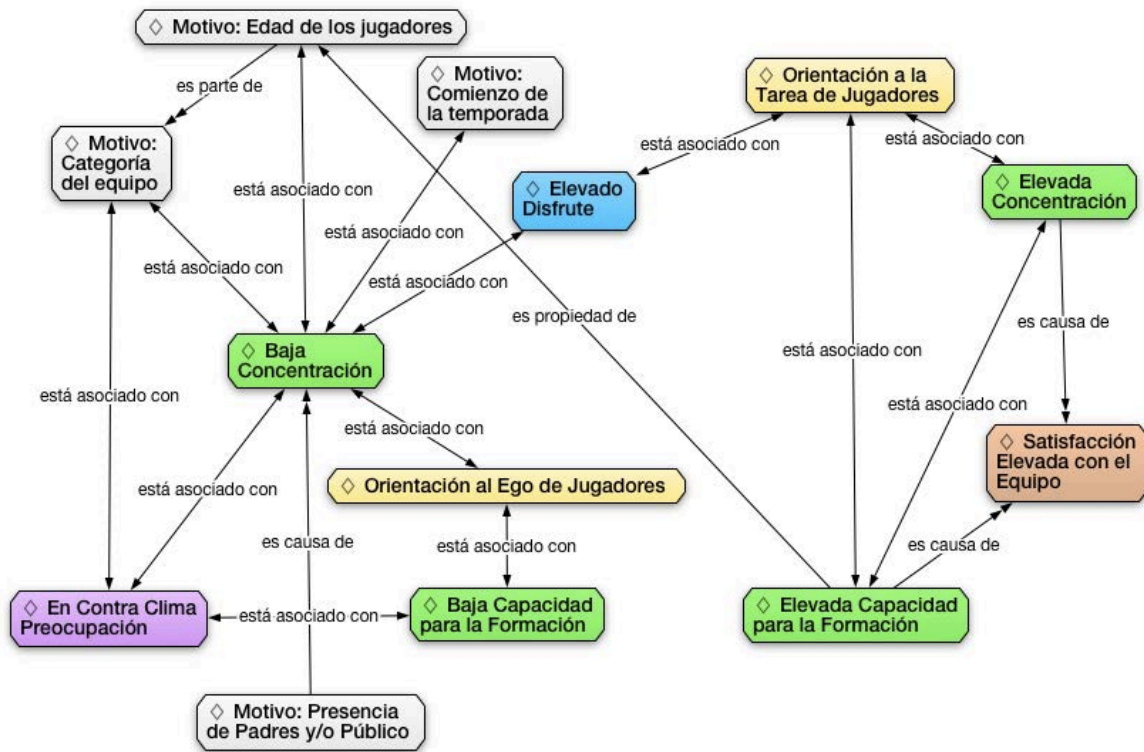 ◇ Motivo: Edad de los jugadores
es parte de
◇ Motivo:
Comienzo de
la temporada
◇ Orientación a la
Tarea de Jugadores
◇ Motivo:
Categoría
del equipo
está asociado con
está asociado con
está asociado con
◇ Elevado
Disfrute
◇ Elevada
Concentración
está asociado con
está asociado con
está asociado con
es propiedad de
es causa de
◇ Baja
Concentración
está asociado con
está asociado con
está asociado con
está asociado con
◇ Satisfacción
Elevada con el
Equipo
está asociado con
◇ Orientación al Ego de Jugadores
es causa de
está asociado con
es causa de
◇ En Contra Clima
Preocupación
está asociado con
◇ Baja Capacidad
para la Formación
◇ Elevada Capacidad
para la Formación
◇ Motivo: Presencia
de Padres y/o Público